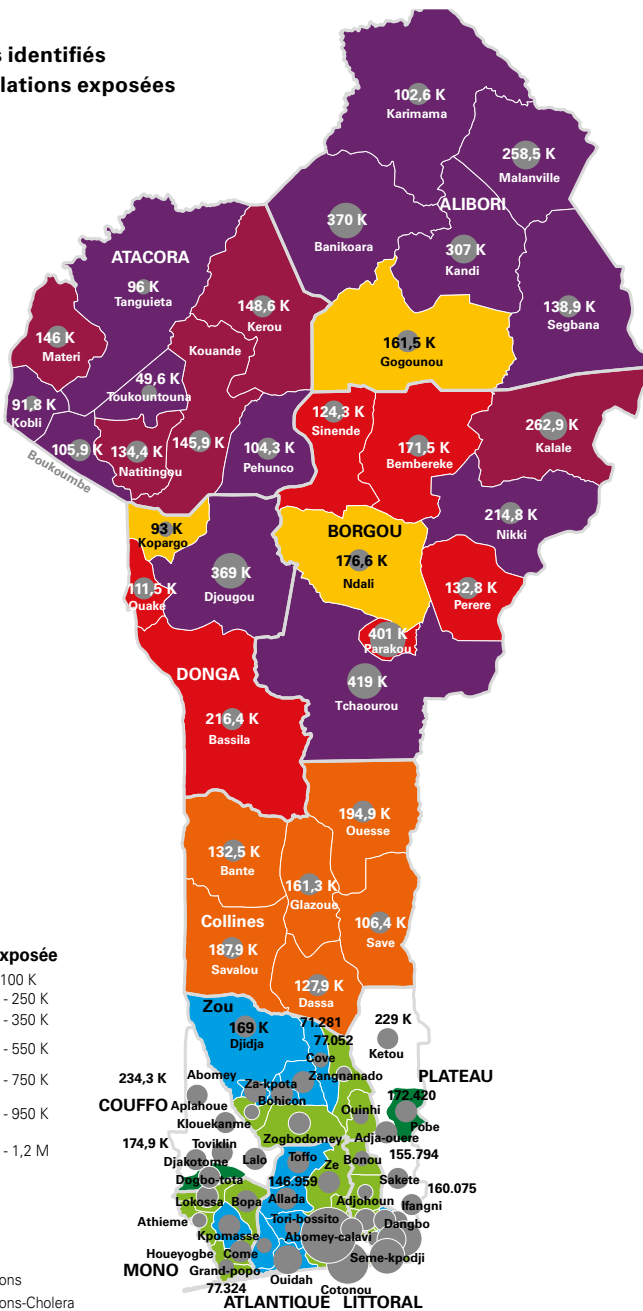 s identifiés
lations exposées
102,6 K
Karimama
258,5 K
Malanville
ALIBORI
370 K
Banikoara
307 K
Kandi
138,9 K
Segbana
ATACORA
96 K
Tanguieta
148,6 K
Kerou
161,5 K
Gogounou
146 K
Materi
Kouande
49,6 K
Toukountouna
91,8 K
Kobli
105,9 K
Boukoumbe
134,4 K
Natitingou
145,9 K
104,3 K
Pehunco
124,3 K
Sinende
171,5 K
Bembereke
262,9 K
Kalale
214,8 K
Nikki
93 K
Kopargo
BORGOU
176,6 K
Ndali
369 K
Djougou
111,5 K
Ouake
132,8 K
Perere
401 K
Parakou
DONGA
419 K
Tchaourou
216,4 K
Bassila
194,9 K
Ouesse
132,5 K
Bante
161,3 K
Glazoue
106,4 K
Save
Collines
187,9 K
Savalou
127,9 K
Dassa
xposée
100 K
- 250 K
- 350 K
- 550 K
- 750 K
- 950 K
- 1,2 M
Zou
169 K
Djidja
71.281
77.052
Cove
229 K
Ketou
234,3 K
Abomey
Za-kpota
Bohicon
Zangnanado
PLATEAU
172.420
Pobe
COUFFO
Aplahoue
Klouekanme
Ouinhi
Adja-ouere
Zogbodomey
174,9 K
Toviklin
Djakotome
Lalo
Toffo
Ze
Bonou
155.794
Dogbo-tota
146.959
Sakete
160.075
Lokossa
Bopa
Allada
Adjohoun
Ifangni
Athieme
Tori-bossito
Dangbo
Kpomasse
Abomey-calavi
Houeyogbe
Come
Seme-kpodji
MONO
Grand-popo
77.324
Ouidah
Cotonou
ATLANTIQUE
LITTORAL
ons
ons-Cholera